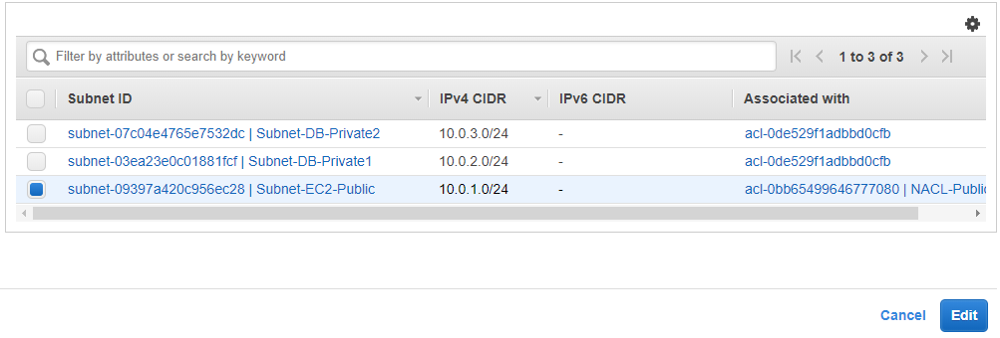 Filter by attributes or search by keyword
1 to 3 of 3
Subnet ID IPv4 CIDR IPv6 CIDR Associated with
subnet-07c04e4765e7532dc | Subnet-DB-Private2 10.0.3.0/24 - acl-0de529f1adbbd0cfb
subnet-03ea23e0c01881fcf | Subnet-DB-Private1 10.0.2.0/24 - acl-0de529f1adbbd0cfb
subnet-09397a420c956ec28 | Subnet-EC2-Public 10.0.1.0/24 - acl-0bb65499646777080 | NACL-Public
Cancel Edit